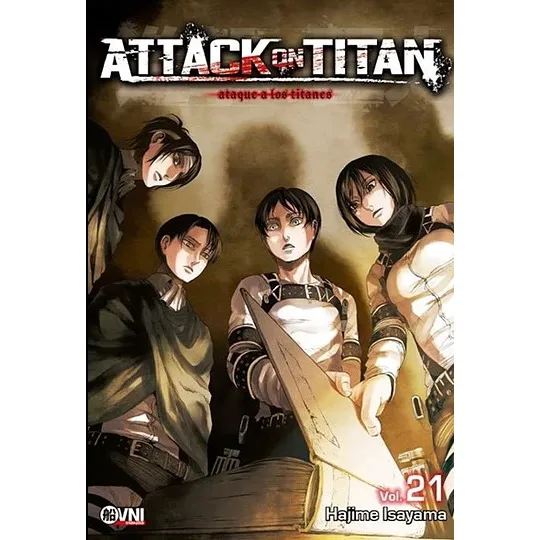 ATTACK ON TITAN
ataque a los titanes
Vol. 21
Hajime Isayama
OVNI